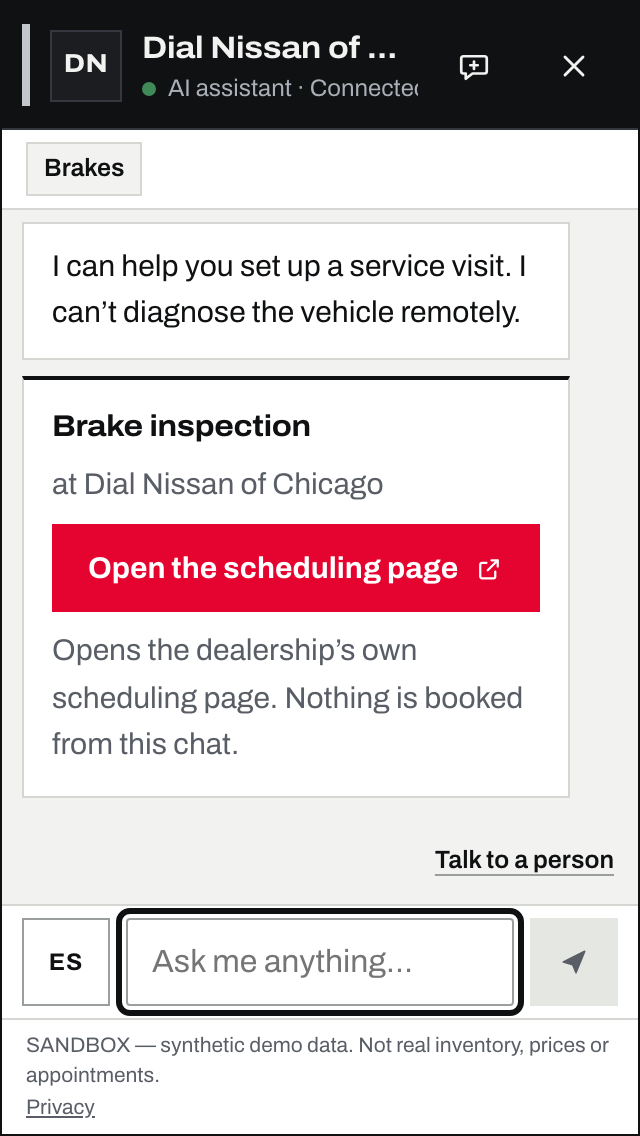 DN
Dial Nissan of ...
AI assistant · Connected
Brakes
I can help you set up a service visit. I
can’t diagnose the vehicle remotely.
Brake inspection
at Dial Nissan of Chicago
Open the scheduling page
Opens the dealership’s own
scheduling page. Nothing is booked
from this chat.
Talk to a person
ES
Ask me anything...
SANDBOX — synthetic demo data. Not real inventory, prices or
appointments.
Privacy